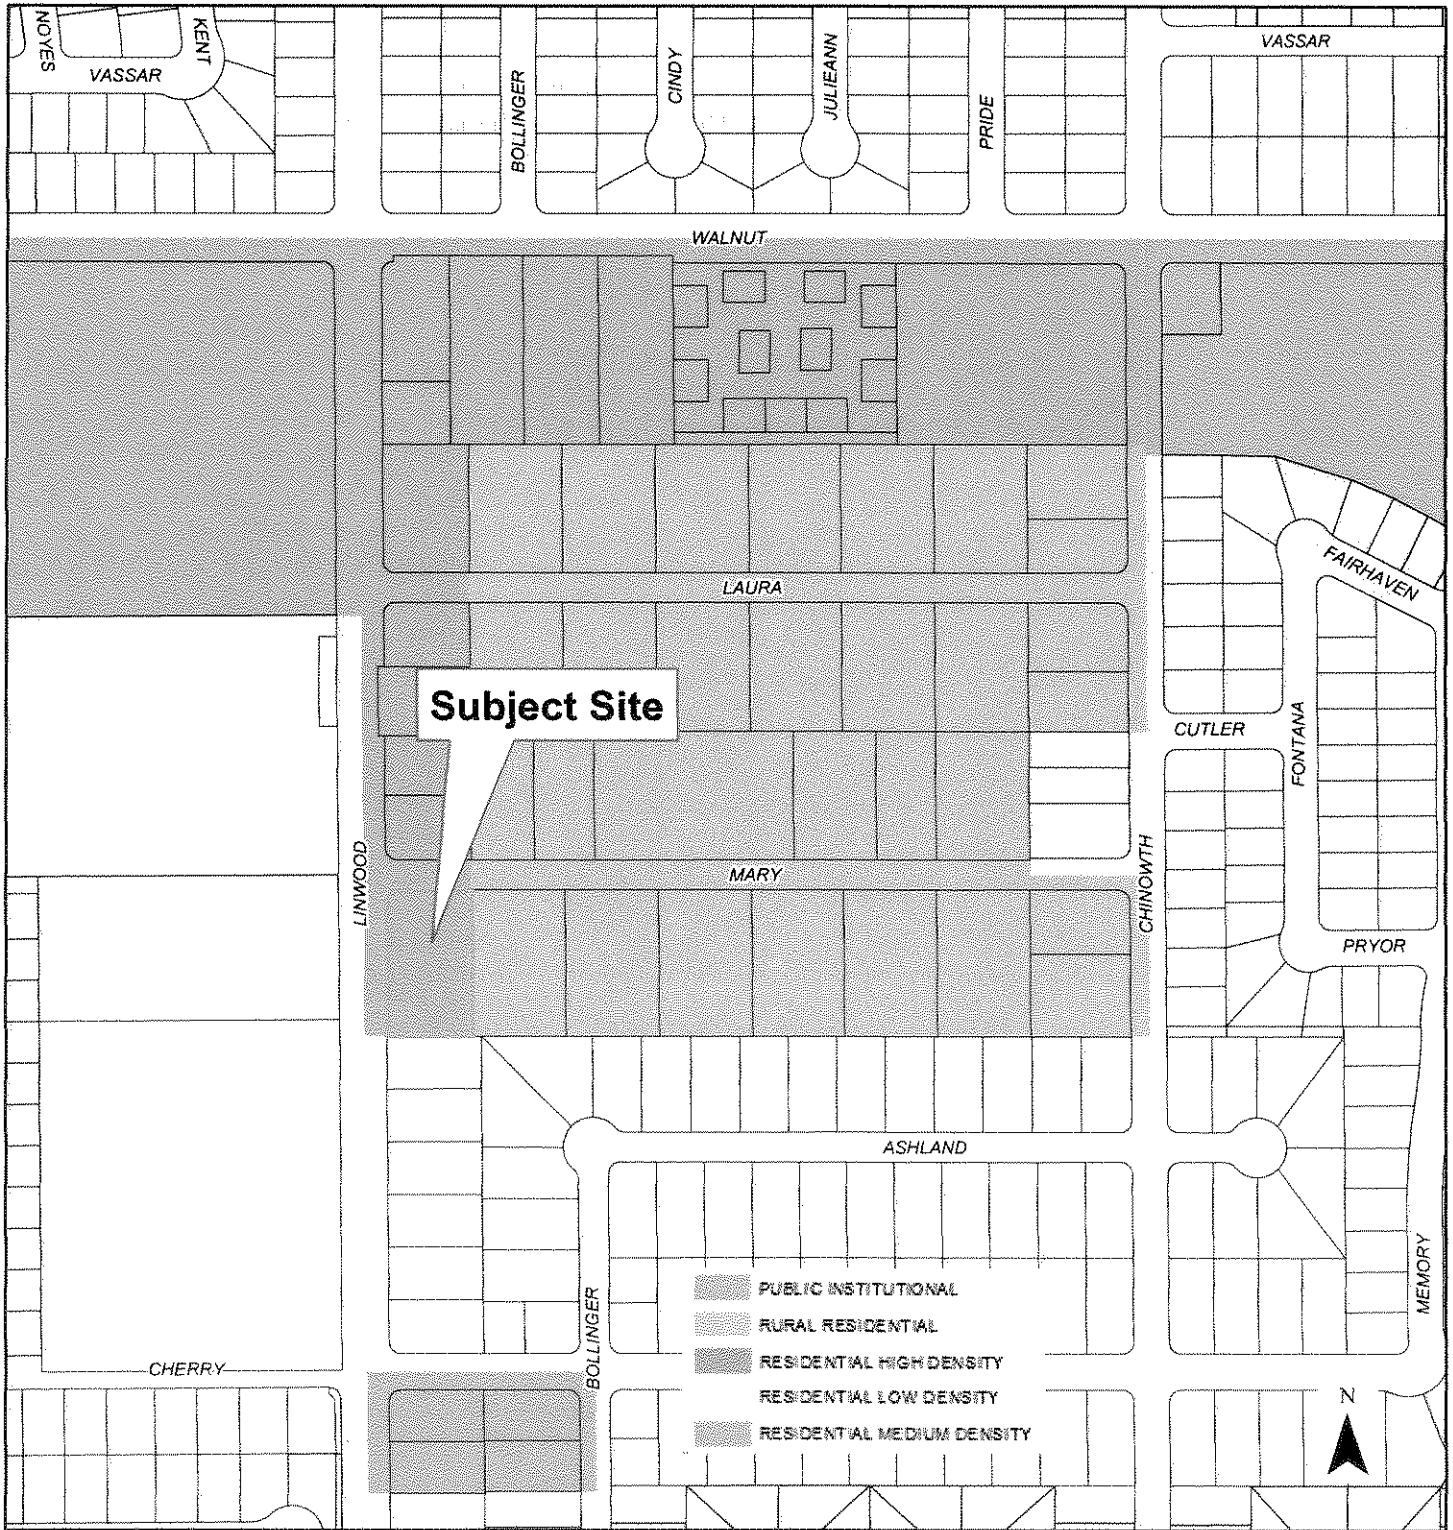 NOYES
KENT
VASSAR
BOLLINGER
CINDY
JULIEANN
PRIDE
VASSAR
WALNUT
LAURA
FAIRHAVEN
Subject Site
CUTLER
FONTANA
LINWOOD
MARY
CHINOWTH
PRYOR
ASHLAND
MEMORY
BOLLINGER
PUBLIC INSTITUTIONAL
RURAL RESIDENTIAL
RESIDENTIAL HIGH DENSITY
RESIDENTIAL LOW DENSITY
RESIDENTIAL MEDIUM DENSITY
CHERRY
N